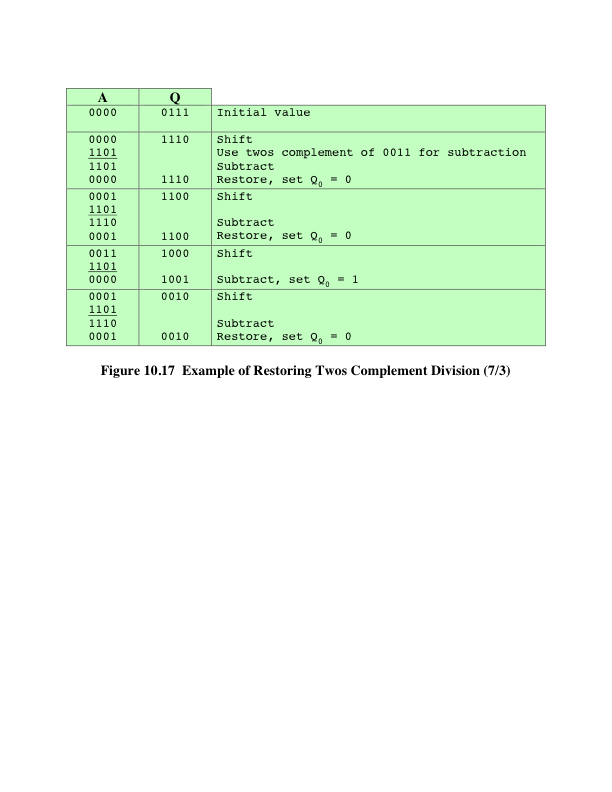 A Q
0000 0111 Initial value
0000 1110 Shift
1101 Use twos complement of 0011 for subtraction
1101 Subtract
0000 1110 Restore, set Q0 = 0
0001 1100 Shift
1101
1110 Subtract
0001 1100 Restore, set Q0 = 0
0011 1000 Shift
1101
0000 1001 Subtract, set Q0 = 1
0001 0010 Shift
1101
1110 Subtract
0001 0010 Restore, set Q0 = 0
Figure 10.17 Example of Restoring Twos Complement Division (7/3)